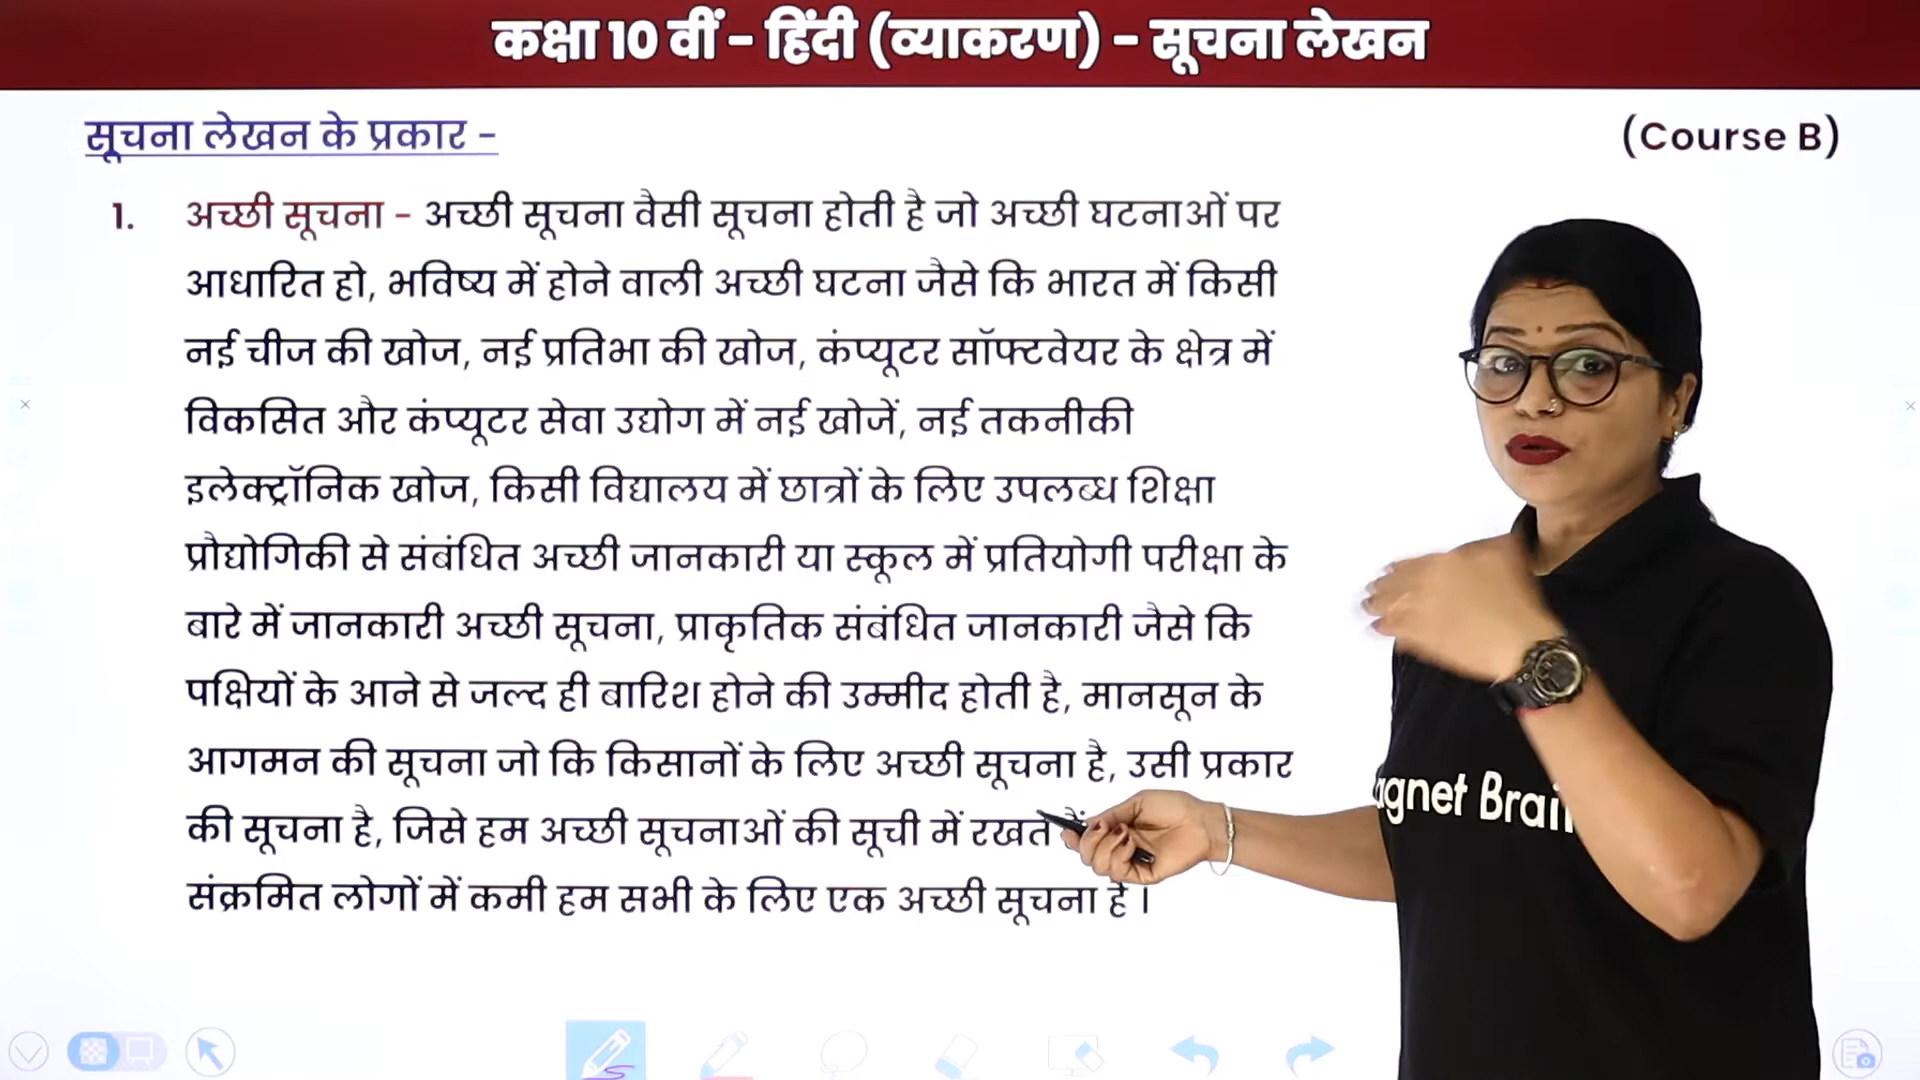 कक्षा 10 वीं - हिंदी (व्याकरण) - सूचना लेखन
सूचना लेखन के प्रकार -
(Course B)
1. अच्छी सूचना - अच्छी सूचना वैसी सूचना होती है जो अच्छी घटनाओं पर
आधारित हो, भविष्य में होने वाली अच्छी घटना जैसे कि भारत में किसी
नई चीज की खोज, नई प्रतिभा की खोज, कंप्यूटर सॉफ्टवेयर के क्षेत्र में
विकसित और कंप्यूटर सेवा उद्योग में नई खोजें, नई तकनीकी
इलेक्ट्रॉनिक खोज, किसी विद्यालय में छात्रों के लिए उपलब्ध शिक्षा
प्रौद्योगिकी से संबंधित अच्छी जानकारी या स्कूल में प्रतियोगी परीक्षा के
बारे में जानकारी अच्छी सूचना, प्राकृतिक संबंधित जानकारी जैसे कि
पक्षियों के आने से जल्द ही बारिश होने की उम्मीद होती है, मानसून के
आगमन की सूचना जो कि किसानों के लिए अच्छी सूचना है, उसी प्रकार
की सूचना है, जिसे हम अच्छी सूचनाओं की सूची में रखते
संक्रमित लोगों में कमी हम सभी के लिए एक अच्छी सूचना है ।
agnet Brain